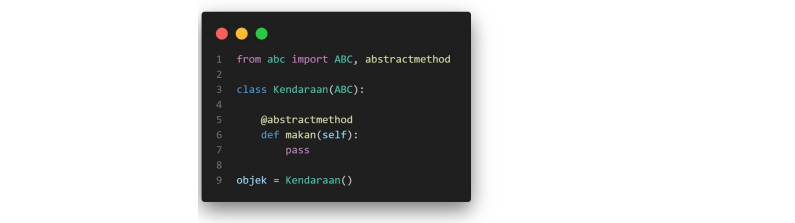 1 from abc import ABC, abstractmethod
2
3 class Kendaraan(ABC):
4
5     @abstractmethod
6     def makan(self):
7         pass
8
9 objek = Kendaraan()